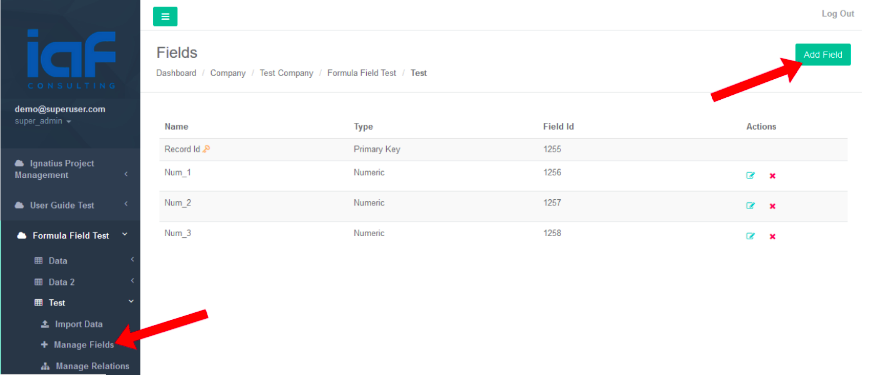 iaf
CONSULTING
demo@superuser.com
super_admin
Ignatius Project
Management
User Guide Test
Formula Field Test
Data
Data 2
Test
Import Data
Manage Fields
Manage Relations
Log Out
Fields
Add Field
Dashboard / Company / Test Company / Formula Field Test / Test
Name Type Field Id Actions
Record Id Primary Key 1255
Num_1 Numeric 1256
Num_2 Numeric 1257
Num_3 Numeric 1258